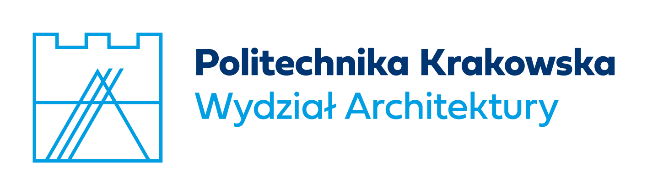 Politechnika Krakowska
Wydział Architektury